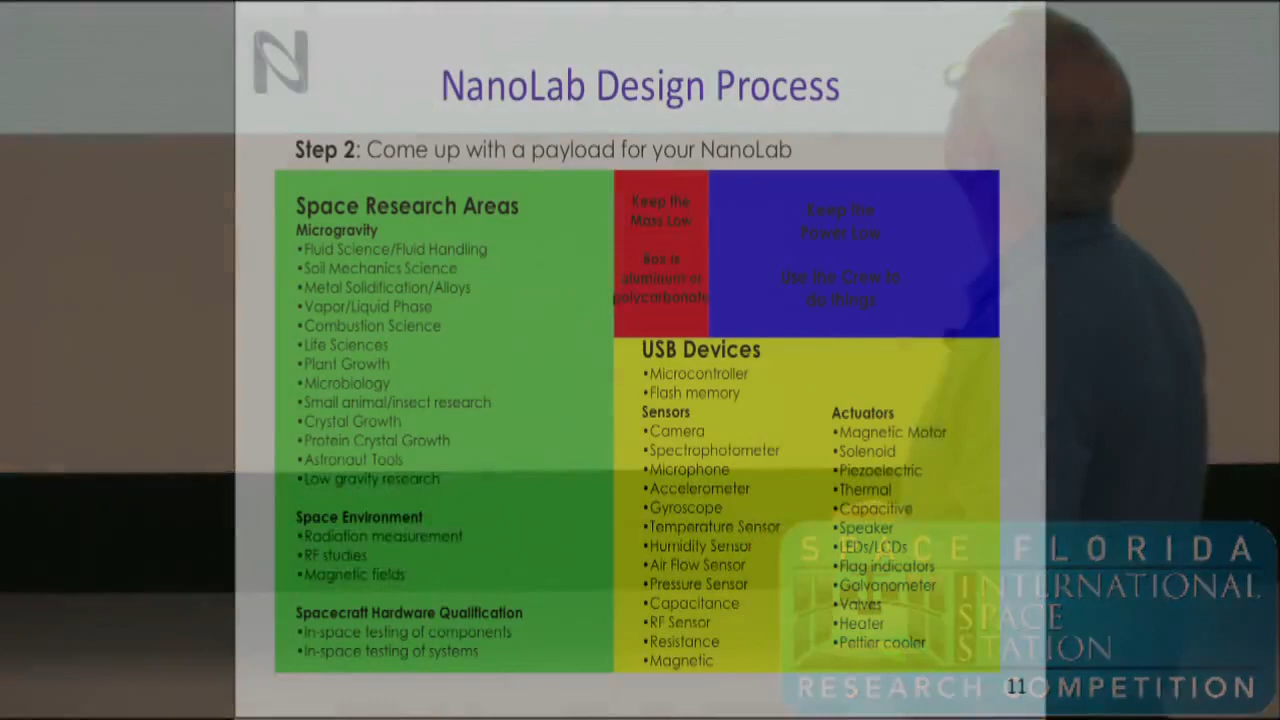 N
NanoLab Design Process
Step 2: Come up with a payload for your NanoLab
Space Research Areas
Microgravity
•Fluid Science/Fluid Handling
•Soil Mechanics Science
•Metal Solidification/Alloys
•Vapor/Liquid Phase
•Combustion Science
•Life Sciences
•Plant Growth
•Microbiology
•Small animal/insect research
•Crystal Growth
•Protein Crystal Growth
•Astronaut Tools
•Low gravity research
Space Environment
•Radiation measurement
•RF studies
•Magnetic fields
Spacecraft Hardware Qualification
•In-space testing of components
•In-space testing of systems
Keep the
Mass Low
Box is
aluminum or
polycarbonate
Keep the
Power Low
Use the Crew to
do things
USB Devices
•Microcontroller
•Flash memory
Sensors
•Camera
•Spectrophotometer
•Microphone
•Accelerometer
•Gyroscope
•Temperature Sensor
•Humidity Sensor
•Air Flow Sensor
•Pressure Sensor
•Capacitance
•RF Sensor
•Resistance
•Magnetic
Actuators
•Magnetic Motor
•Solenoid
•Piezoelectric
•Thermal
•Capacitive
•Speaker
•LEDs/LCDs
•Flag indicators
•Galvanometer
•Valves
•Heater
•Peltier cooler
SPACE FLORIDA
INTERNATIONAL
SPACE
STATION
RESEARCH COMPETITION
11